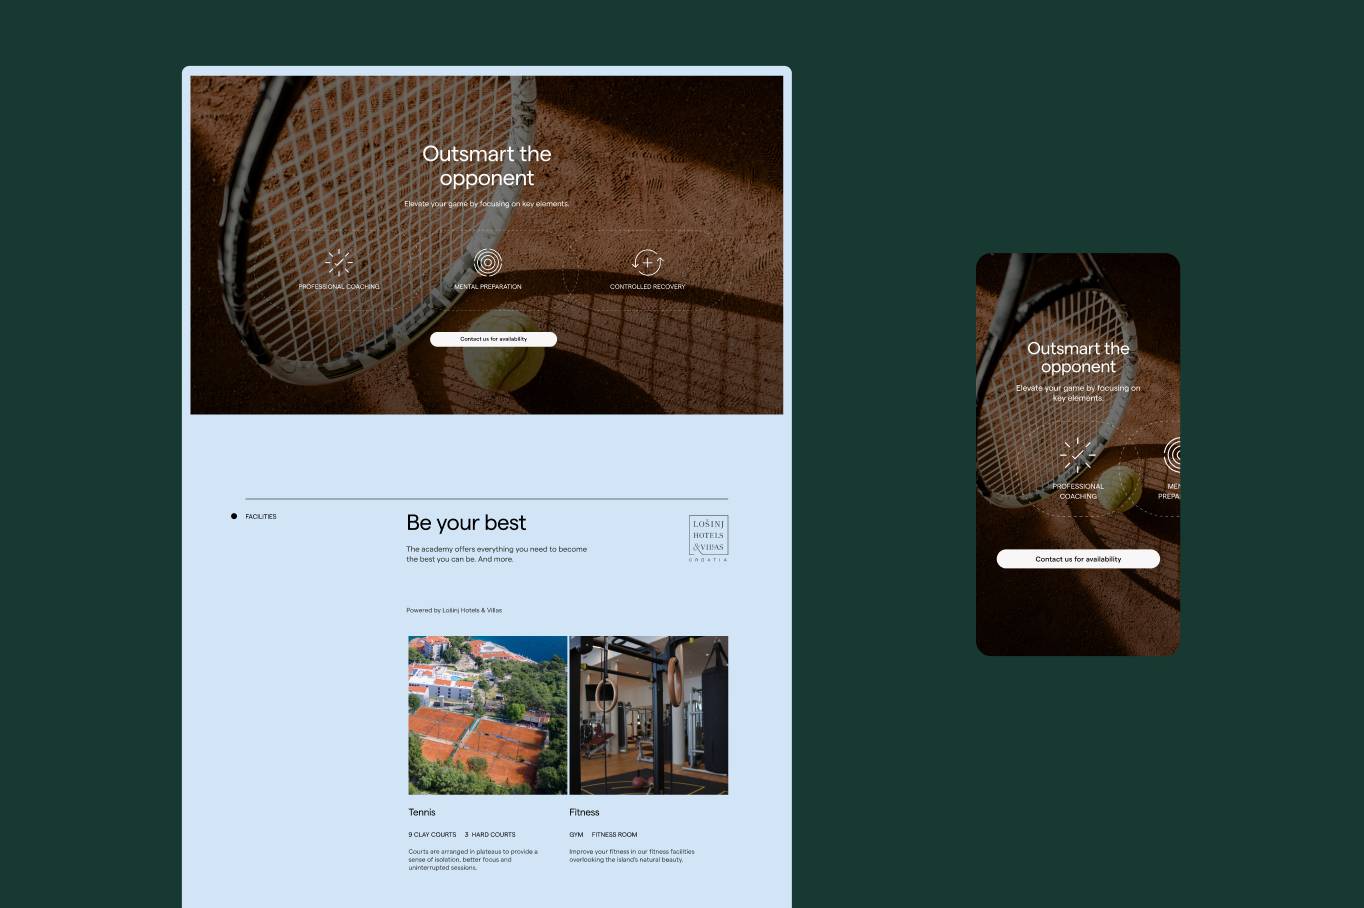 Outsmart the
opponent
Elevate your game by focusing on key elements.
PROFESSIONAL COACHING
MENTAL PREPARATION
CONTROLLED RECOVERY
Contact us for availability
FACILITIES
Be your best
The academy offers everything you need to become
the best you can be. And more.
LOŠINJ
HOTELS
& VILLAS
CROATIA
Powered by Lošinj Hotels & Villas
Tennis
9 CLAY COURTS 3 HARD COURTS
Courts are arranged in plateaus to provide a
sense of isolation, better focus and
uninterrupted sessions.
Fitness
GYM FITNESS ROOM
Improve your fitness in our fitness facilities
overlooking the island's natural beauty.
Outsmart the
opponent
Elevate your game by focusing on
key elements.
PROFESSIONAL
COACHING
MEN
PREPA
Contact us for availability